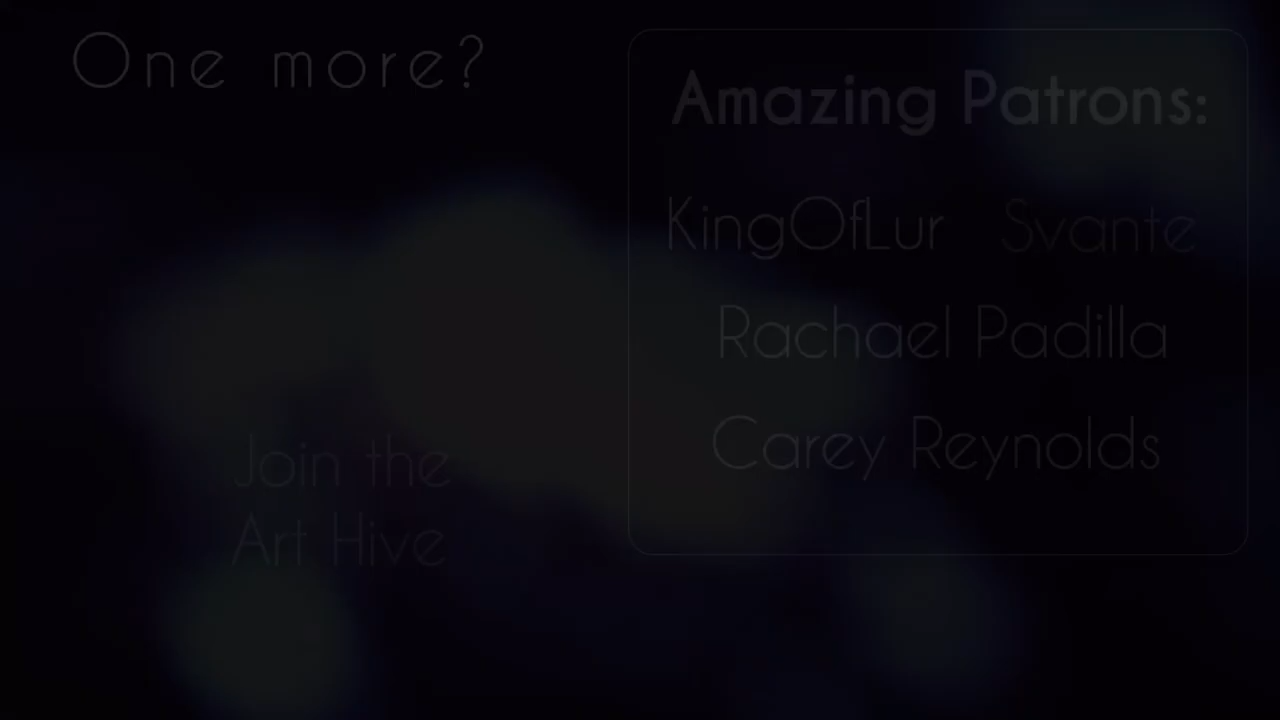 One more?
Amazing Patrons:
KingOfLur Svante
Rachael Padilla
Carey Reynolds
Join the
Art Hive